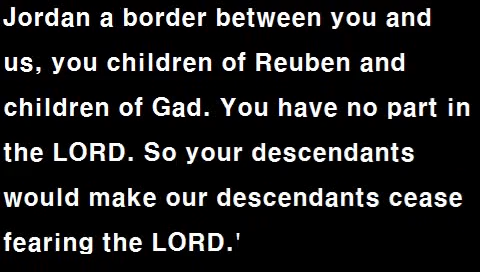 Jordan a border between you and
us, you children of Reuben and
children of Gad. You have no part in
the LORD. So your descendants
would make our descendants cease
fearing the LORD.'